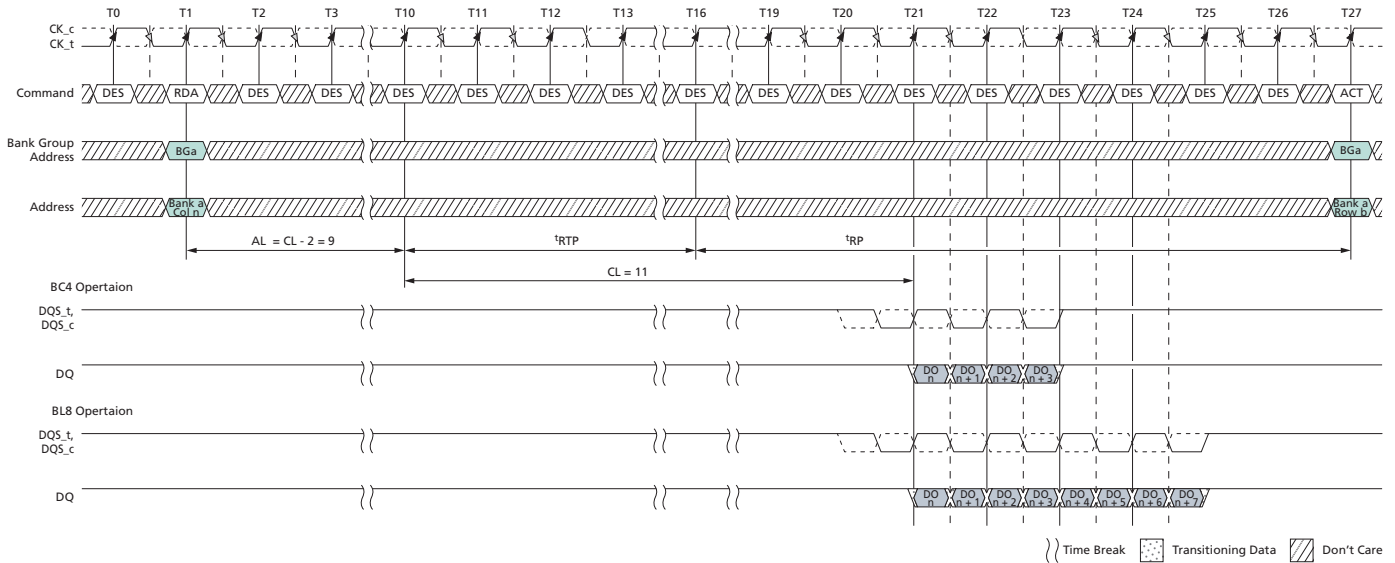 T0 T1 T2 T3 T10 T11 T12 T13 T16 T19 T20 T21 T22 T23 T24 T25 T26 T27
CK_c
CK_t
Command DES RDA DES DES DES DES DES DES DES DES DES DES DES DES DES DES DES ACT
Bank Group
Address
BGa BGa
Address
Bank a
Col n
Bank a
Row b
AL = CL - 2 = 9 tRTP tRP
CL = 11
BC4 Opertaion
DQS_t,
DQS_c
DQ
DO
n
DO
n + 1
DO
n + 2
DO
n + 3
BL8 Opertaion
DQS_t,
DQS_c
DQ
DO
n
DO
n + 1
DO
n + 2
DO
n + 3
DO
n + 4
DO
n + 5
DO
n + 6
DO
n + 7
Time Break Transitioning Data Don't Care